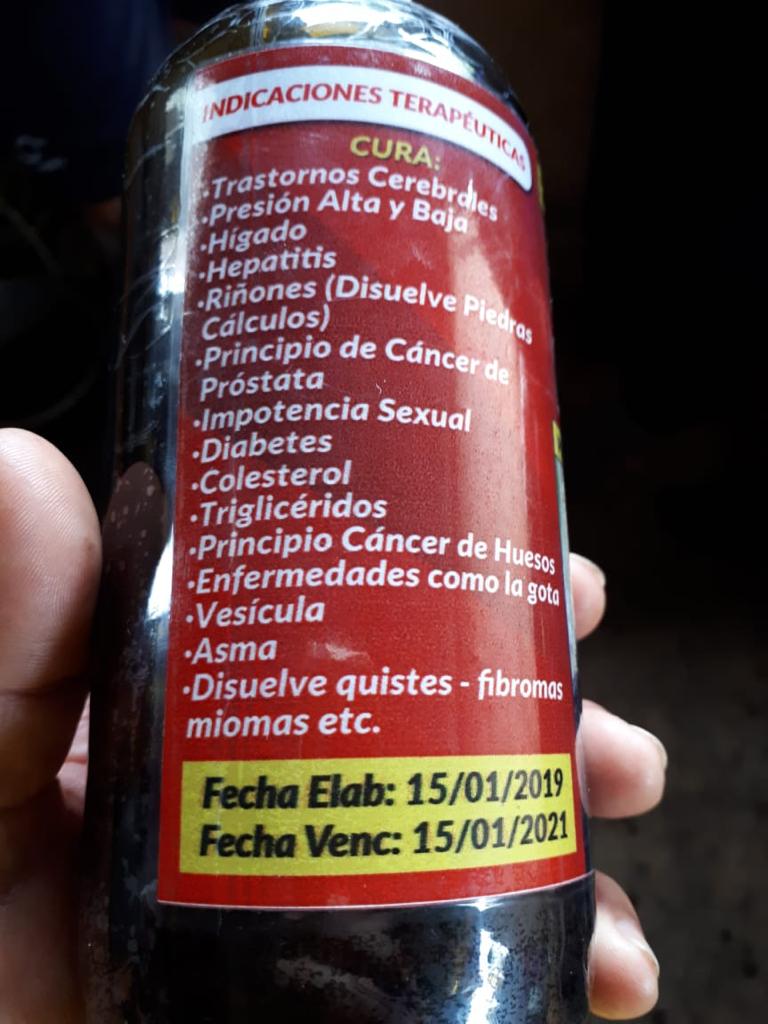 INDICACIONES TERAPÉUTICAS
CURA:
·Trastornos Cerebrales
·Presión Alta y Baja
·Hígado
·Hepatitis
·Riñones (Disuelve Piedras
Cálculos)
·Principio de Cáncer de
Próstata
·Impotencia Sexual
·Diabetes
·Colesterol
·Triglicéridos
·Principio Cáncer de Huesos
·Enfermedades como la gota
·Vesícula
·Asma
·Disuelve quistes - fibromas
miomas etc.
Fecha Elab: 15/01/2019
Fecha Venc: 15/01/2021